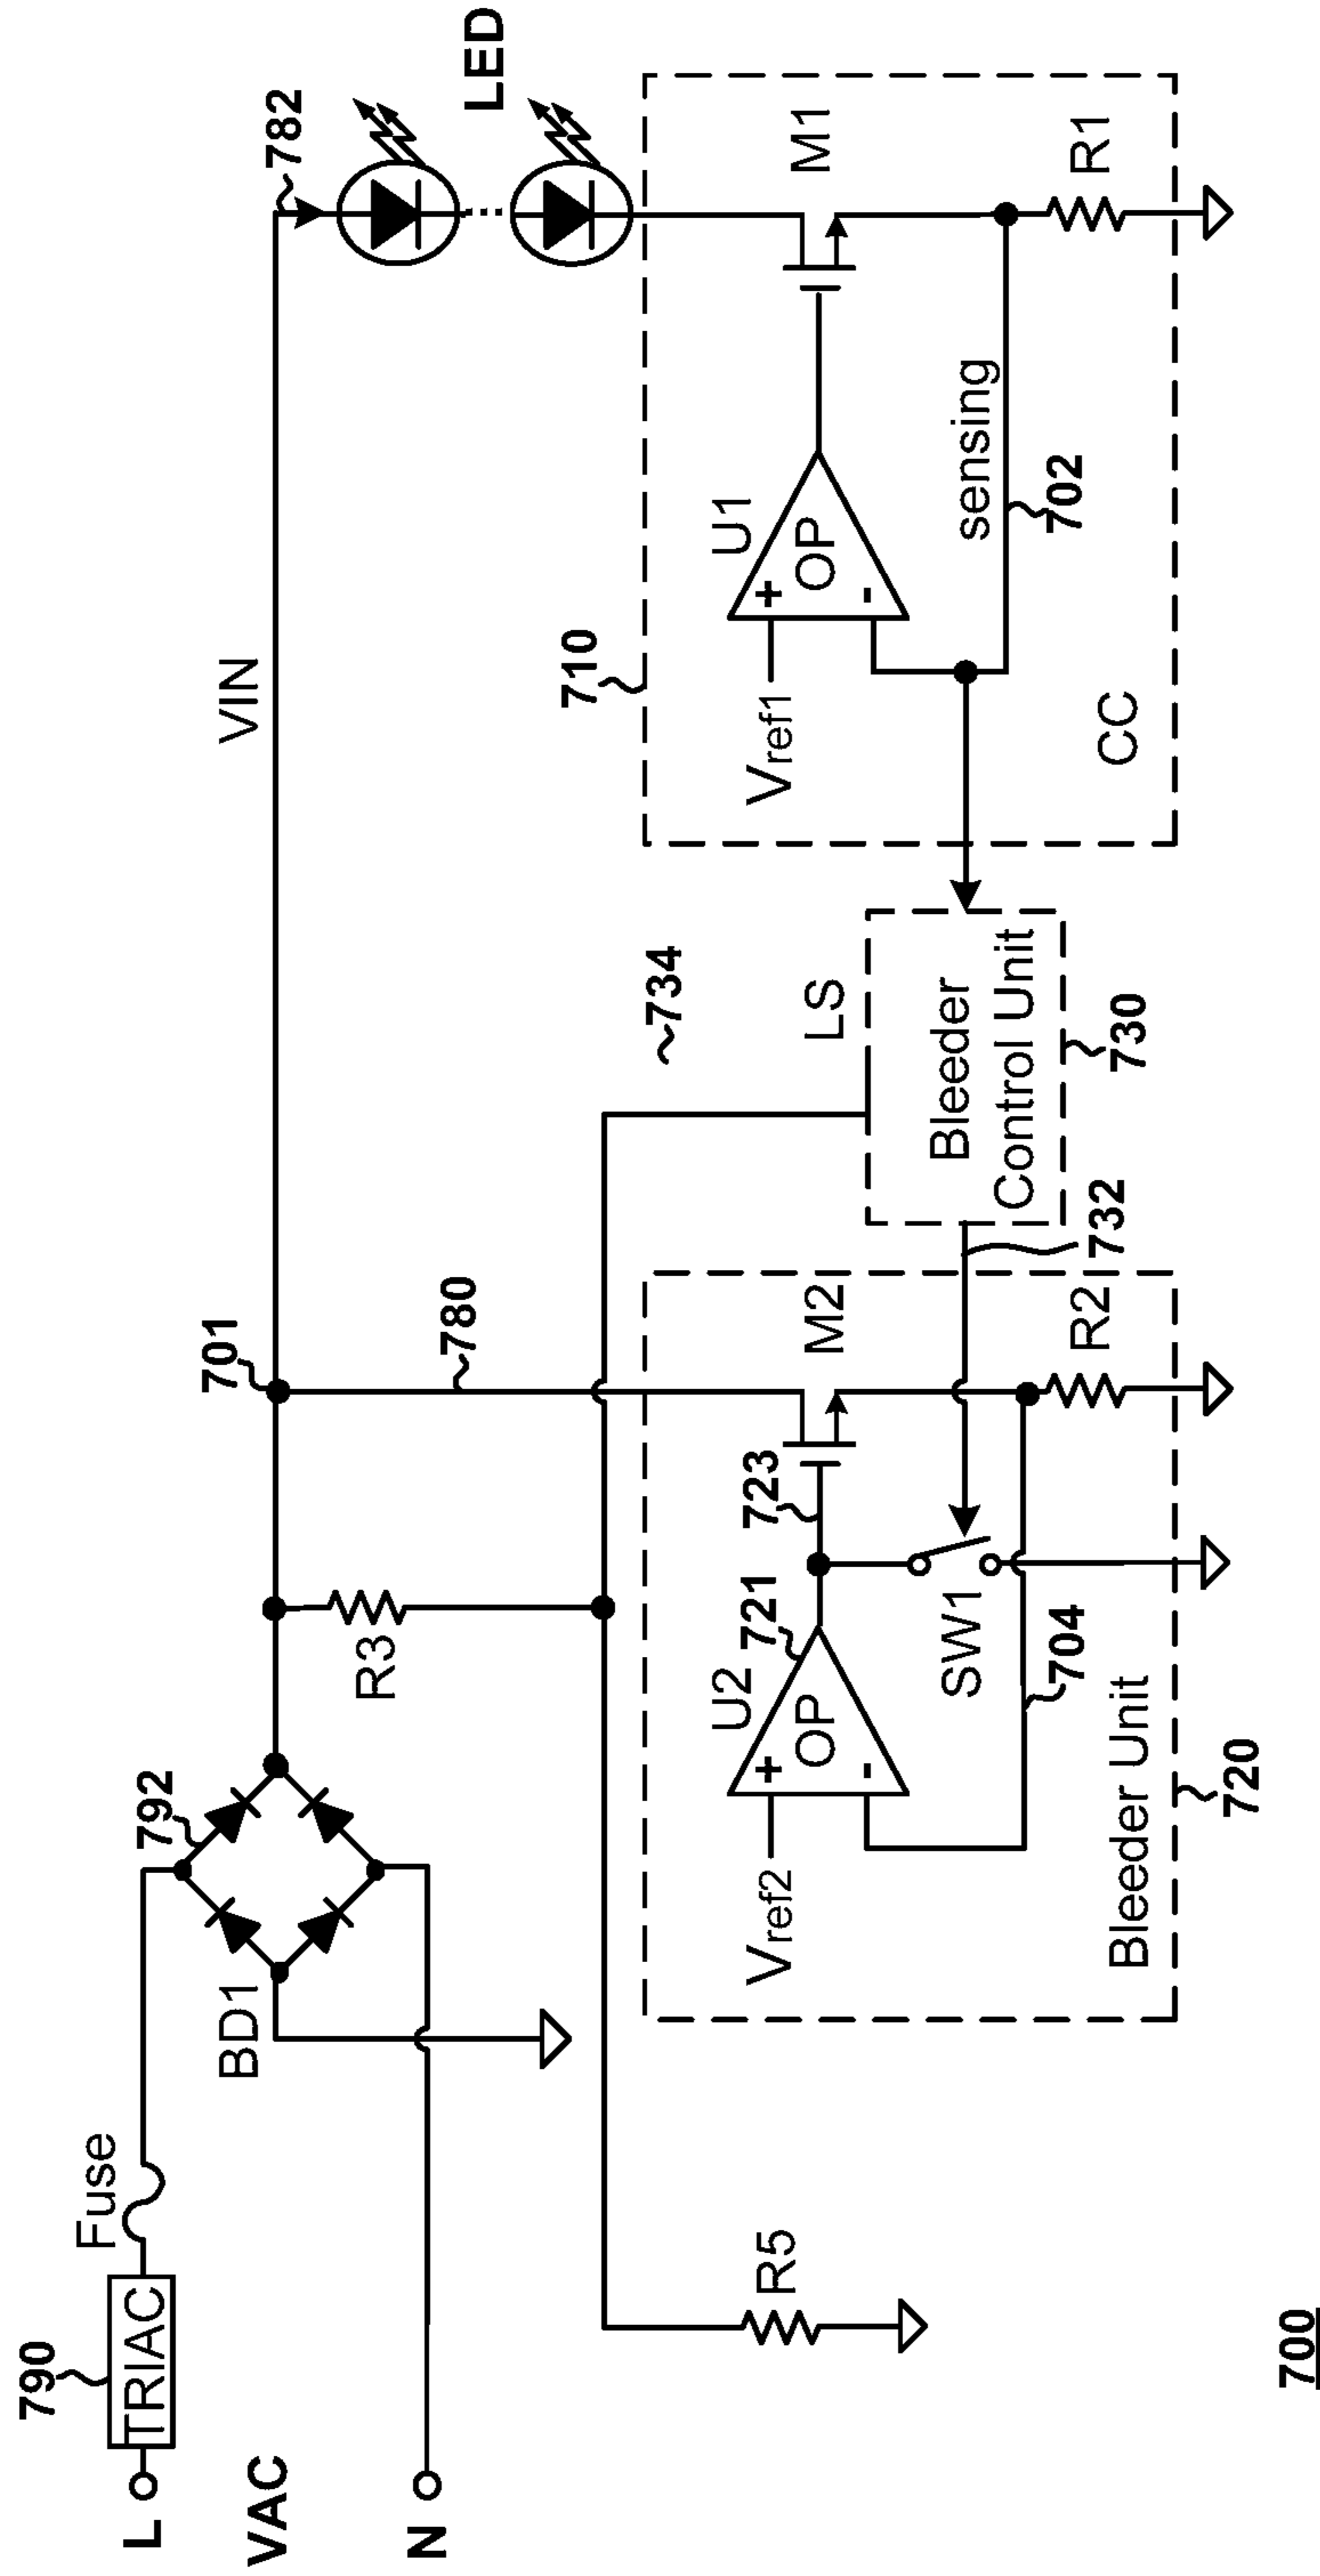 790
TRIAC
Fuse
L
VAC
N
792
BD1
R3
701
VIN
782
LED
780
734
LS
R5
710
U1
OP
+
-
Vref1
M1
sensing
702
R1
CC
Bleeder
Control Unit
730
732
U2
721
OP
+
-
Vref2
723
M2
SW1
704
R2
Bleeder Unit
720
700